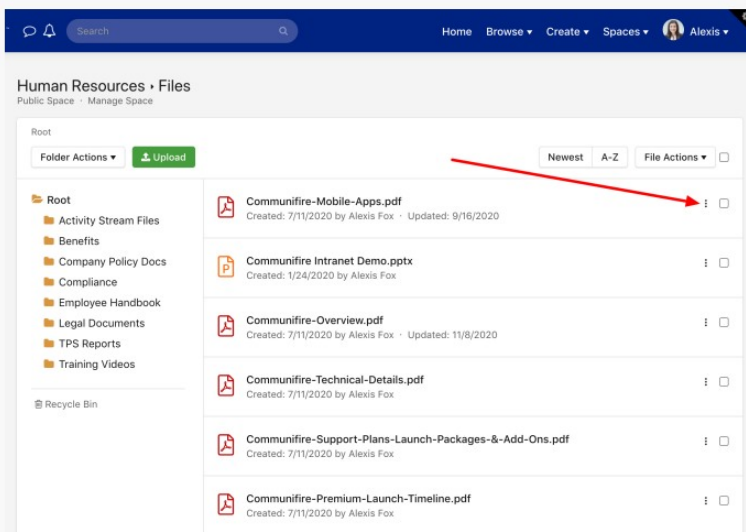 Search
Home Browse ▾ Create ▾ Spaces ▾ Alexis ▾
Human Resources › Files
Public Space · Manage Space
Root
Folder Actions ▾ Upload
Newest A-Z File Actions ▾
Root
Activity Stream Files
Benefits
Company Policy Docs
Compliance
Employee Handbook
Legal Documents
TPS Reports
Training Videos
Recycle Bin
Communifire-Mobile-Apps.pdf
Created: 7/11/2020 by Alexis Fox · Updated: 9/16/2020
P
Communifire Intranet Demo.pptx
Created: 1/24/2020 by Alexis Fox
Communifire-Overview.pdf
Created: 7/11/2020 by Alexis Fox · Updated: 11/8/2020
Communifire-Technical-Details.pdf
Created: 7/11/2020 by Alexis Fox
Communifire-Support-Plans-Launch-Packages-&-Add-Ons.pdf
Created: 7/11/2020 by Alexis Fox
Communifire-Premium-Launch-Timeline.pdf
Created: 7/11/2020 by Alexis Fox